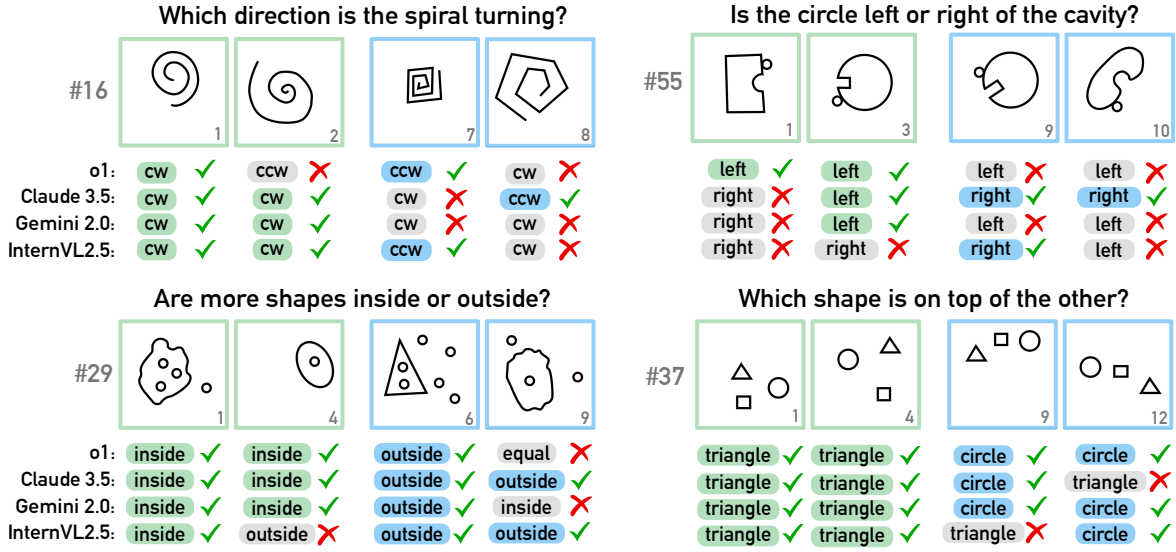 Which direction is the spiral turning?
#16
1
2
7
8
o1: cw ccw ccw cw
Claude 3.5: cw cw cw ccw
Gemini 2.0: cw cw cw cw
InternVL2.5: cw cw ccw cw
Is the circle left or right of the cavity?
#55
1
3
9
10
left left left left
right left right right
right left left left
right right right left
Are more shapes inside or outside?
#29
1
4
6
9
o1: inside inside outside equal
Claude 3.5: inside inside outside outside
Gemini 2.0: inside inside outside inside
InternVL2.5: inside outside outside outside
Which shape is on top of the other?
#37
1
4
9
12
triangle triangle circle circle
triangle triangle circle triangle
triangle triangle circle circle
triangle triangle triangle circle